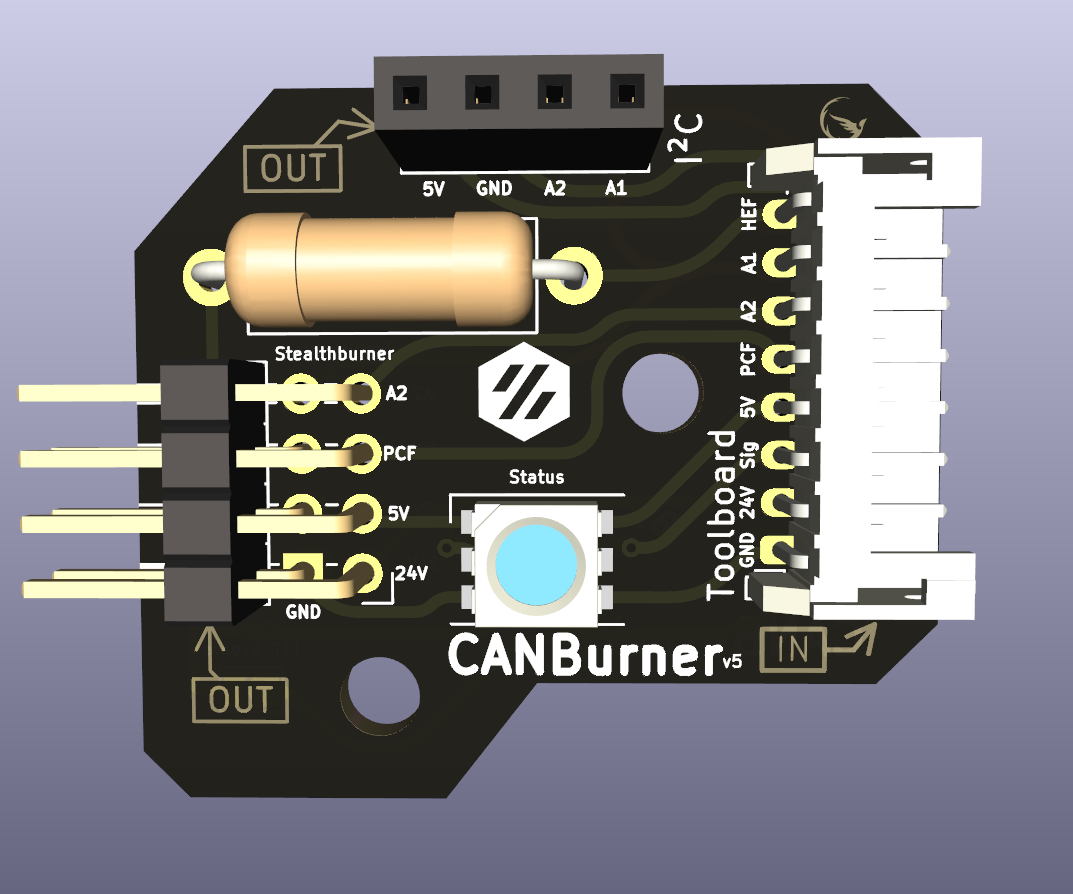 I²C
OUT
5V GND A2 A1
HEF
A1
A2
PCF
5V
Sig
24V
GND
Toolboard
Stealthburner
A2
PCF
5V
24V
GND
Status
CANBurner v5
IN
OUT